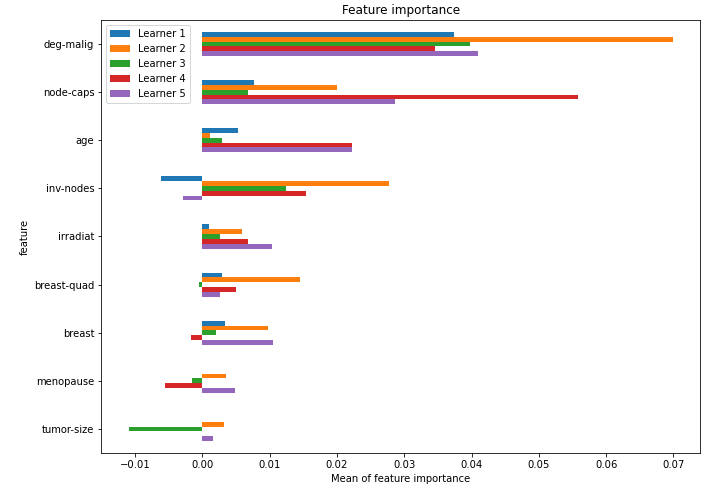 Feature importance
Learner 1
Learner 2
Learner 3
Learner 4
Learner 5
deg-malig
node-caps
age
inv-nodes
irradiat
breast-quad
breast
menopause
tumor-size
feature
−0.01 0.00 0.01 0.02 0.03 0.04 0.05 0.06 0.07
Mean of feature importance